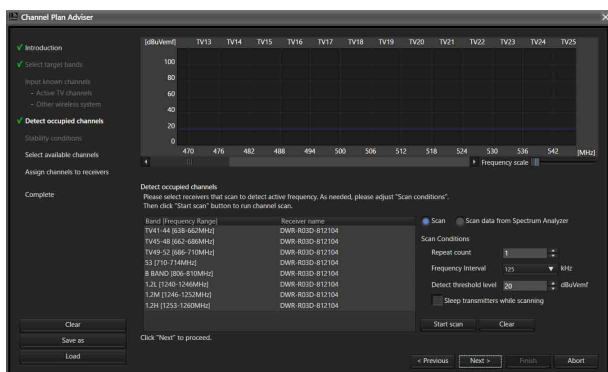 Channel Plan Adviser
Introduction
Select target bands
Input known channels
- Active TV channels
- Other wireless system
Detect occupied channels
Stability conditions
Select available channels
Assign channels to receivers
Complete
Clear
Save as
Load
[dBuVemf] TV13 TV14 TV15 TV16 TV17 TV18 TV19 TV20 TV21 TV22 TV23 TV24 TV25
100
80
60
40
20
0
470 476 482 488 494 500 506 512 518 524 530 536 542 [MHz]
Frequency scale
Detect occupied channels
Please select receivers that scan to detect active frequency. As needed, please adjust "Scan conditions".
Then click "Start scan" button to run channel scan.
Band [Frequency Range] Receiver name
TV41-44 [638-662MHz] DWR-R03D-812104
TV45-48 [662-686MHz] DWR-R03D-812104
TV49-52 [686-710MHz] DWR-R03D-812104
53 [710-714MHz] DWR-R03D-812104
B BAND [806-810MHz] DWR-R03D-812104
1.2L [1240-1246MHz] DWR-R03D-812104
1.2M [1246-1252MHz] DWR-R03D-812104
1.2H [1253-1260MHz] DWR-R03D-812104
Scan Scan data from Spectrum Analyzer
Scan Conditions
Repeat count 1
Frequency Interval 125 kHz
Detect threshold level 20 dBuVemf
Sleep transmitters while scanning
Start scan Clear
Click "Next" to proceed.
< Previous Next > Finish Abort